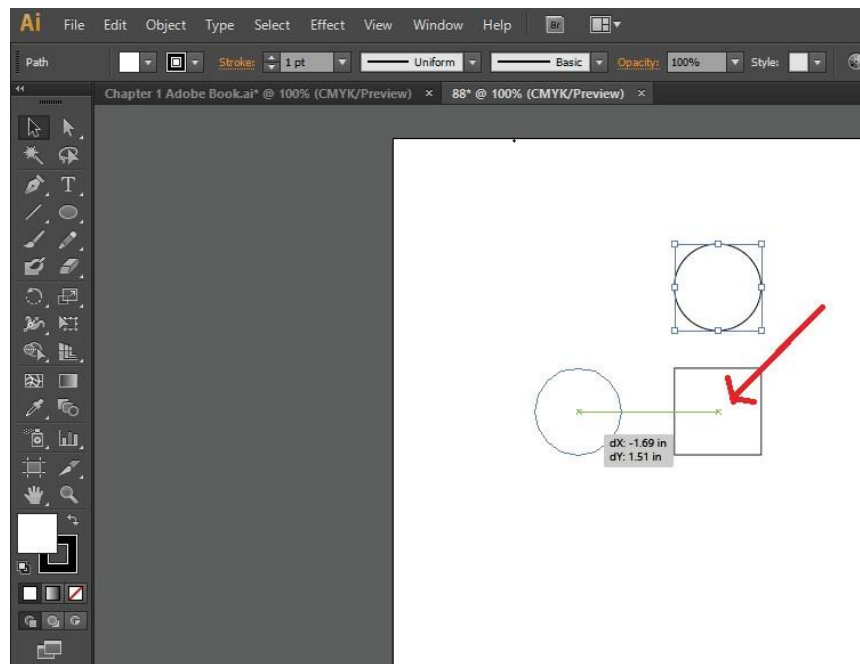 Ai File Edit Object Type Select Effect View Window Help Br
Path Stroke: 1 pt Uniform Basic Opacity: 100% Style:
Chapter 1 Adobe Book.ai* @ 100% (CMYK/Preview) × 88* @ 100% (CMYK/Preview) ×
T
dX: -1.69 in
dY: 1.51 in